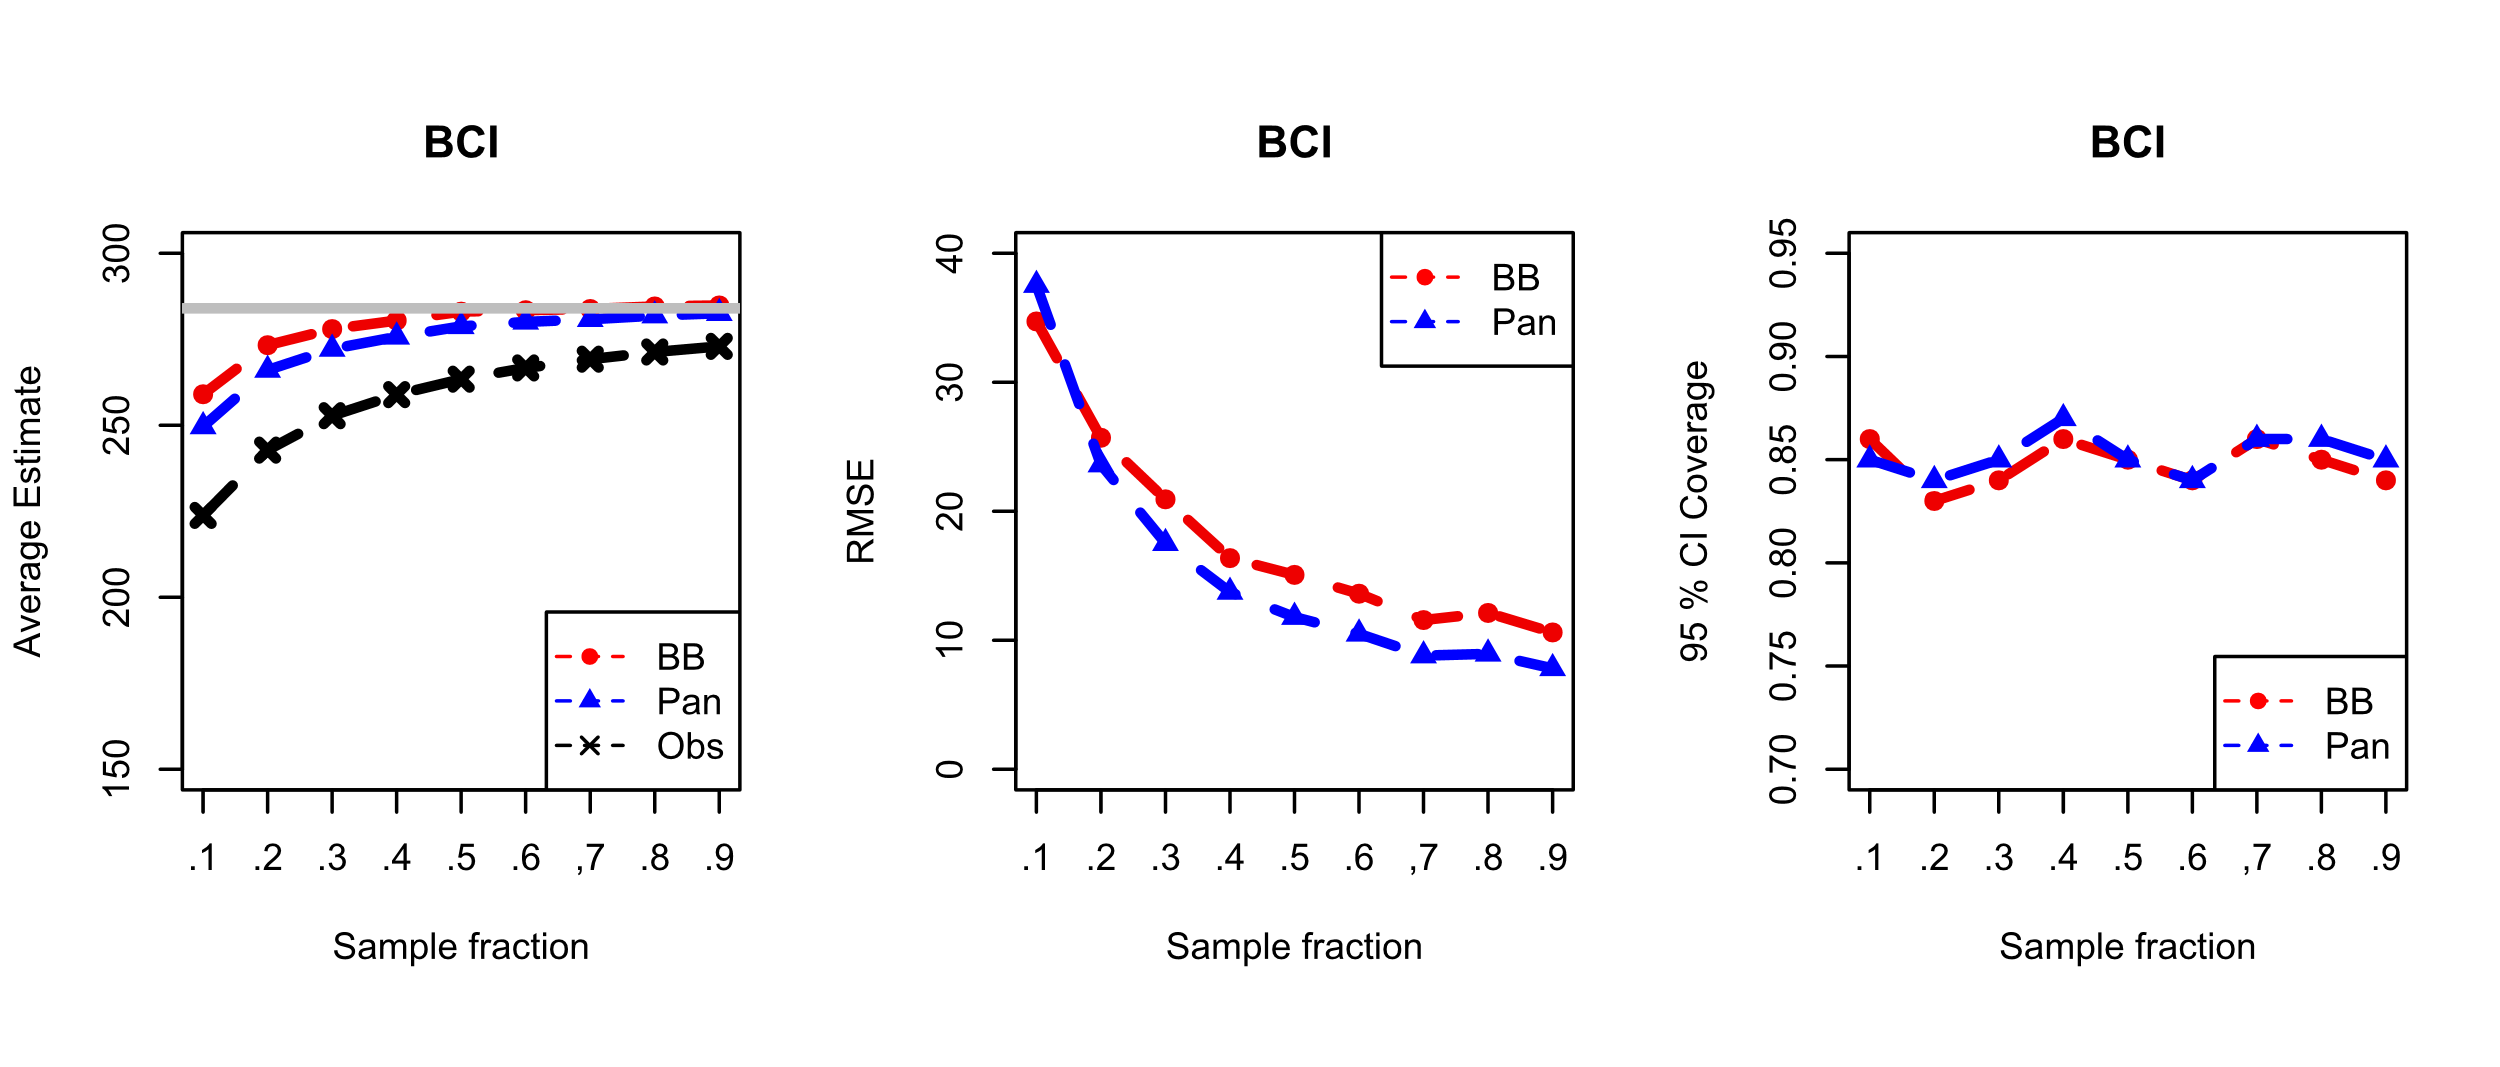 BCI
Average Estimate
300
250
200
150
BB
Pan
Obs
.1 .2 .3 .4 .5 .6 ,7 .8 .9
Sample fraction
BCI
RMSE
40
30
20
10
0
BB
Pan
.1 .2 .3 .4 .5 .6 ,7 .8 .9
Sample fraction
BCI
95 % CI Coverage
0.95
0.90
0.85
0.80
0.75
0.70
BB
Pan
.1 .2 .3 .4 .5 .6 ,7 .8 .9
Sample fraction